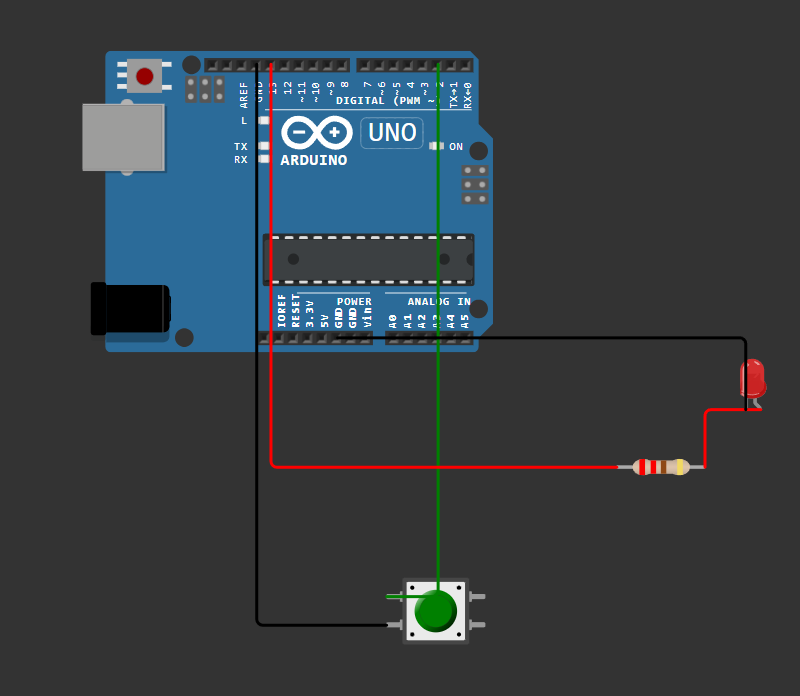 AREF
GND
13
12
~11
~10
~9
8
7
~6
~5
4
~3
2
TX→1
RX←0
DIGITAL (PWM ~)
L
TX
RX
UNO
ON
ARDUINO
POWER
ANALOG IN
IOREF
RESET
3.3V
5V
GND
GND
Vin
A0
A1
A2
A3
A4
A5